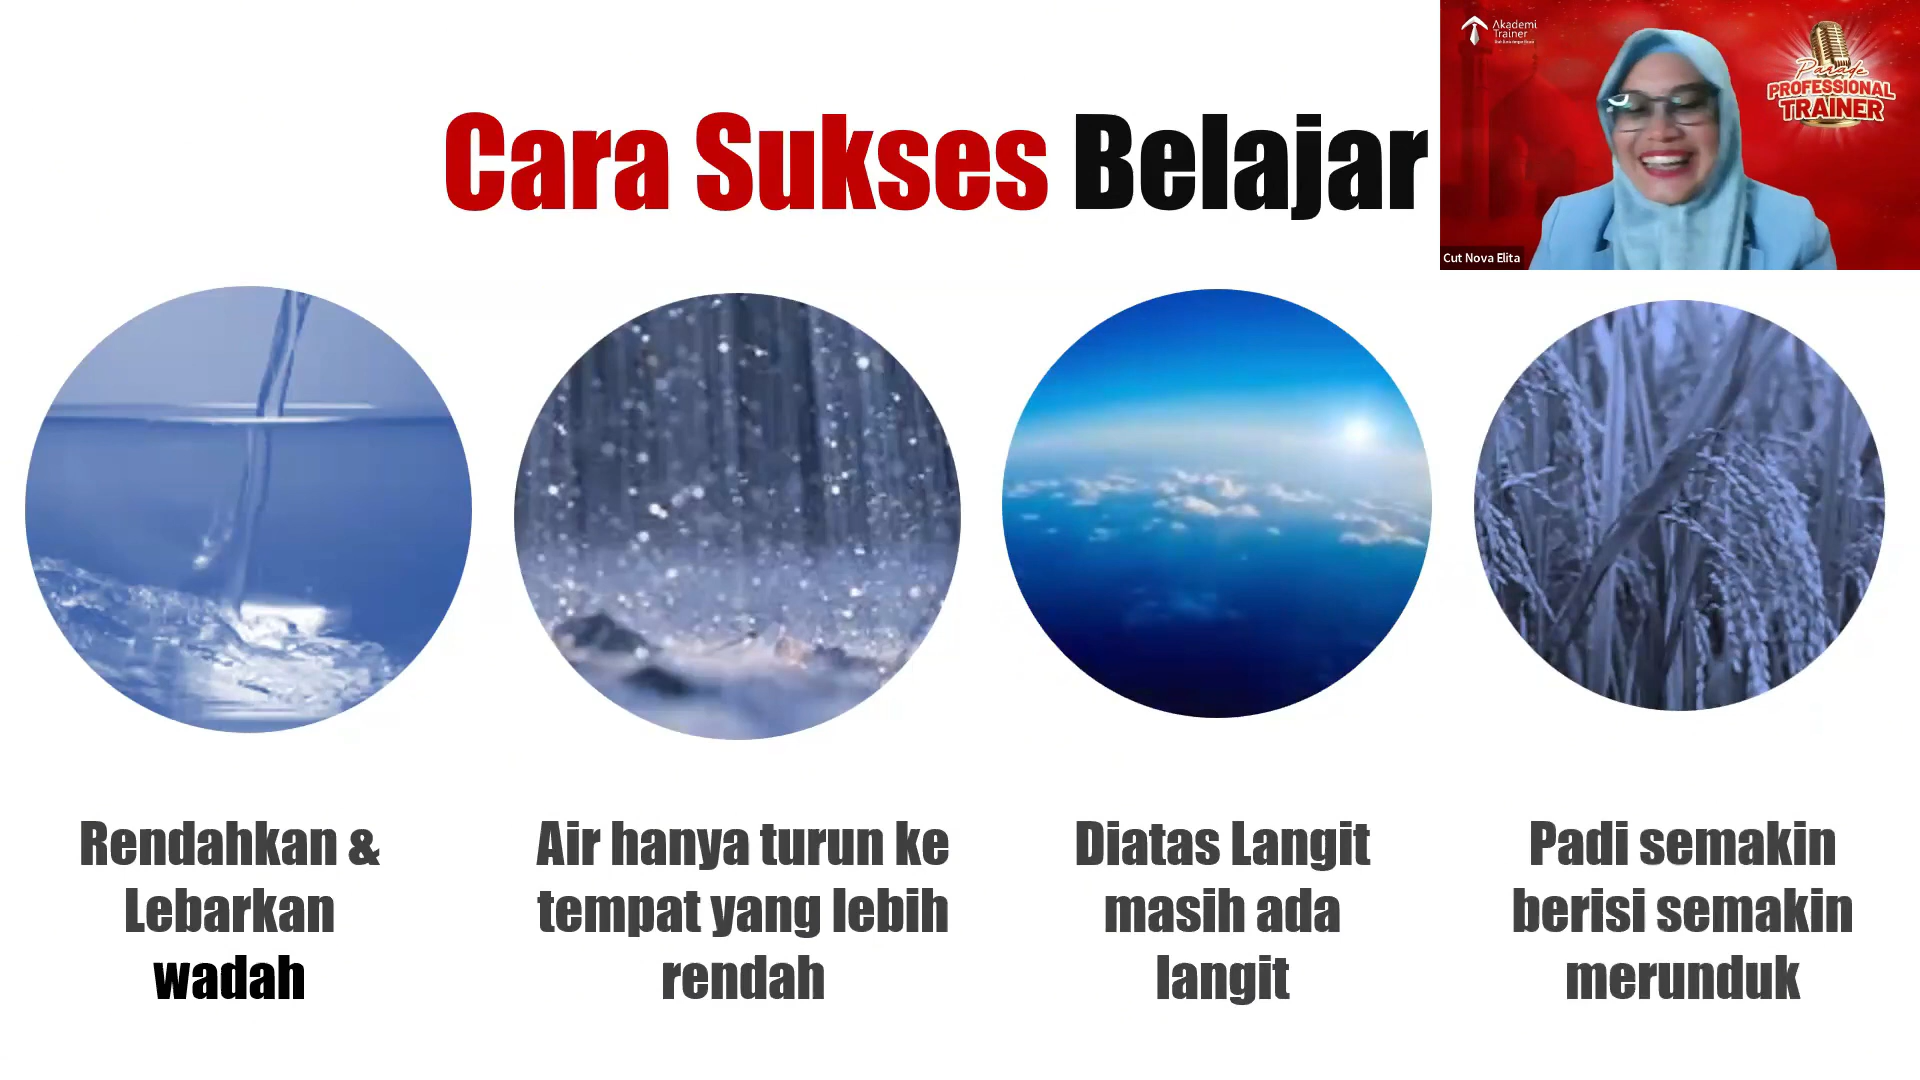 Cara Sukses Belajar
Akademi
Trainer
Parade
PROFESSIONAL
TRAINER
Cut Nova Elita
Rendahkan &
Lebarkan
wadah
Air hanya turun ke
tempat yang lebih
rendah
Diatas Langit
masih ada
langit
Padi semakin
berisi semakin
merunduk